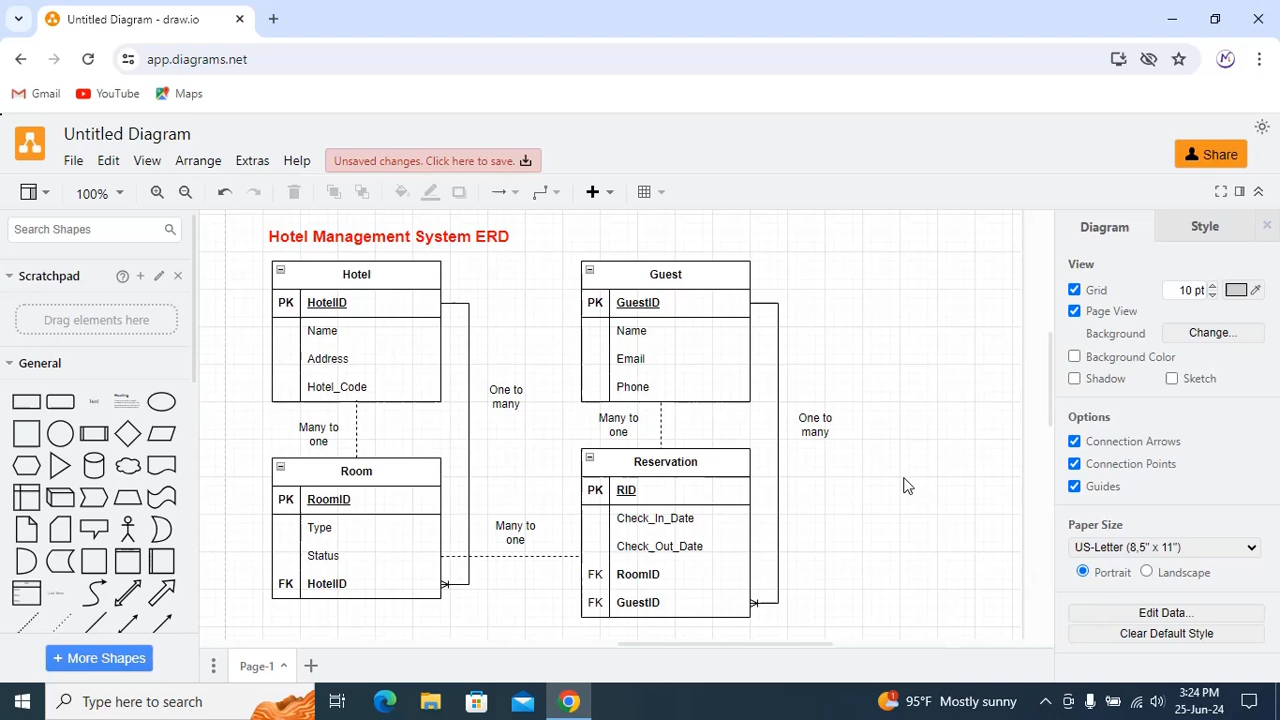 Untitled Diagram - draw.io
app.diagrams.net
Gmail YouTube Maps
Untitled Diagram
File Edit View Arrange Extras Help Unsaved changes. Click here to save. Share
100%
Search Shapes
Scratchpad
Drag elements here
General
Text
Heading
+ More Shapes
Hotel Management System ERD
Hotel
PK HotelID
Name
Address
Hotel_Code
Many to
one
One to
many
Room
PK RoomID
Type
Status
FK HotelID
Many to
one
Guest
PK GuestID
Name
Email
Phone
Many to
one
One to
many
Reservation
PK RID
Check_In_Date
Check_Out_Date
FK RoomID
FK GuestID
Page-1
Diagram Style
View
Grid 10 pt
Page View
Background Change...
Background Color
Shadow Sketch
Options
Connection Arrows
Connection Points
Guides
Paper Size
US-Letter (8,5" x 11")
Portrait Landscape
Edit Data...
Clear Default Style
Type here to search
1
95°F Mostly sunny
3:24 PM
25-Jun-24